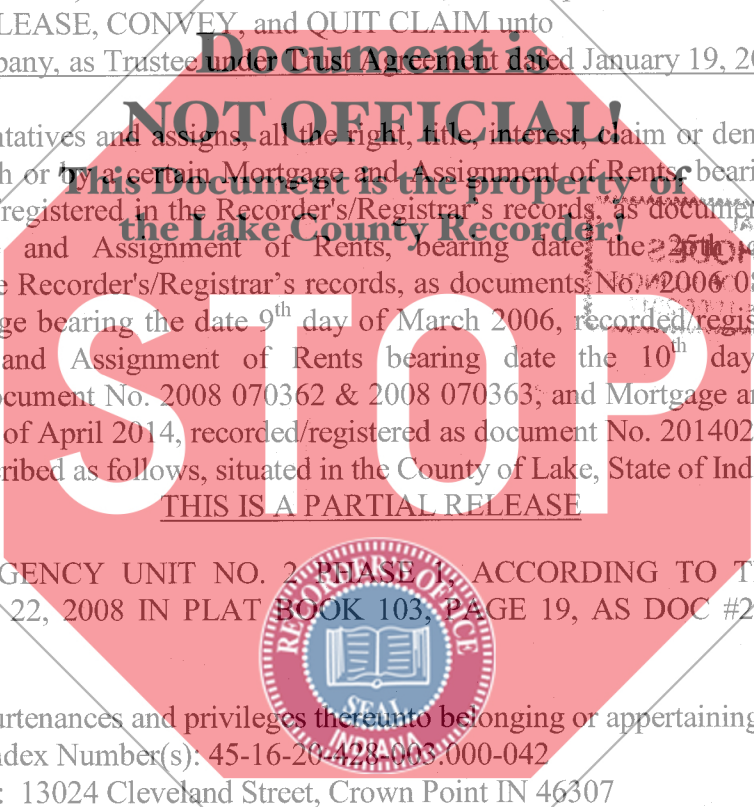 LEASE, CONVEY, and QUIT CLAIM unto
Document is
pany, as Trustee under Trust Agreement dated January 19, 20
NOT OFFICIAL!
ntatives and assigns, all the right, title, interest, claim or dem
h or by a certain Mortgage and Assignment of Rents, beari
This Document is the property of
registered in the Recorder's/Registrar's records, as documen
the Lake County Recorder!
and Assignment of Rents, bearing date the 25th
e Recorder's/Registrar's records, as documents No. 2006 0
ge bearing the date 9th day of March 2006, recorded/regis
and Assignment of Rents bearing date the 10th day
ocument No. 2008 070362 & 2008 070363; and Mortgage an
of April 2014, recorded/registered as document No. 201402
cribed as follows, situated in the County of Lake, State of Ind
STOP
THIS IS A PARTIAL RELEASE
GENCY UNIT NO. 2 PHASE 1, ACCORDING TO T
22, 2008 IN PLAT BOOK 103, PAGE 19, AS DOC #2
RECORDER'S OFFICE
SEAL
INDIANA
urtenances and privileges thereunto belonging or appertaining
ndex Number(s): 45-16-20-428-003.000-042
: 13024 Cleveland Street, Crown Point IN 46307